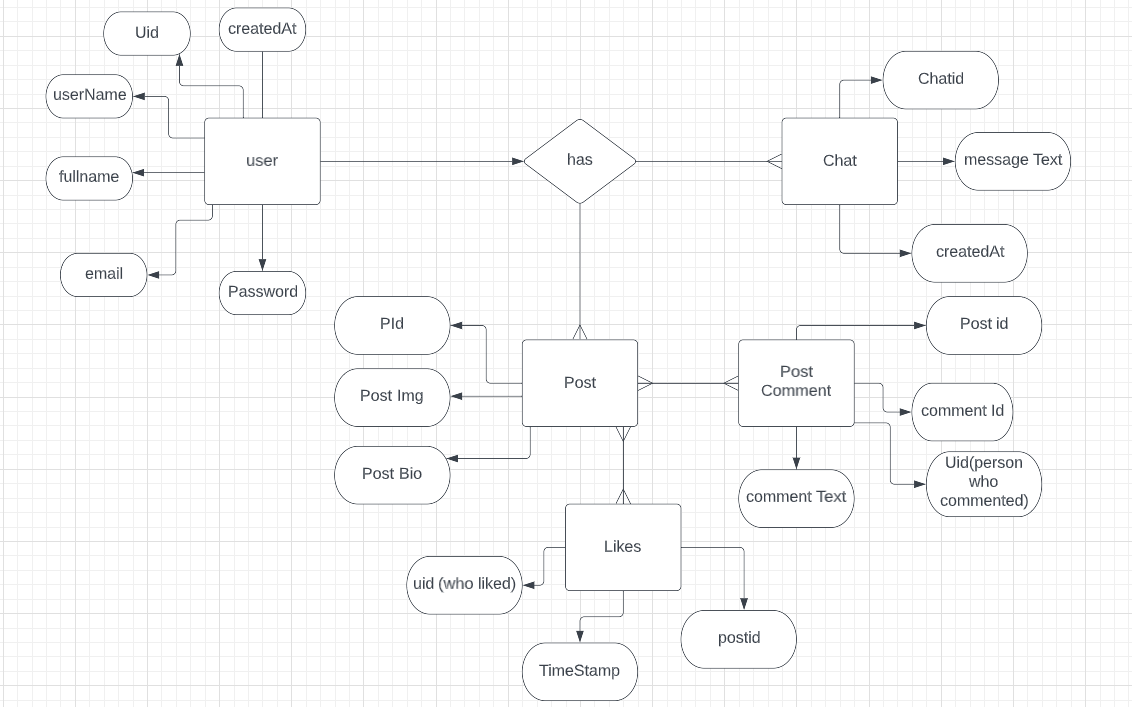 Uid
createdAt
userName
user
fullname
email
Password
has
Chat
Chatid
message Text
createdAt
PId
Post Img
Post Bio
Post
Post
Comment
Post id
comment Id
Uid(person
who
commented)
comment Text
Likes
uid (who liked)
TimeStamp
postid